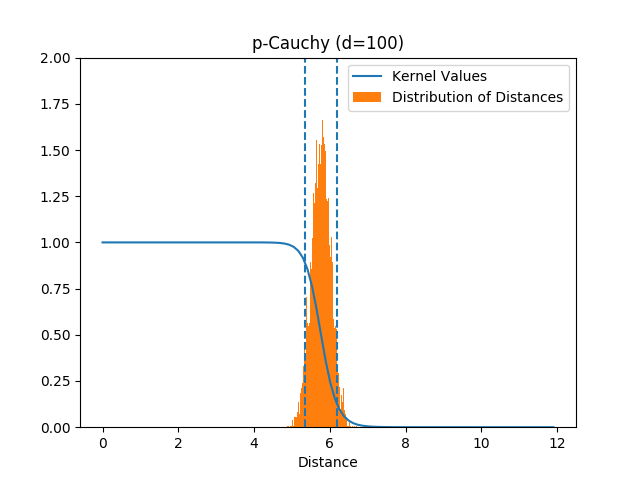 p-Cauchy (d=100)
Kernel Values
Distribution of Distances
2.00
1.75
1.50
1.25
1.00
0.75
0.50
0.25
0.00
0 2 4 6 8 10 12
Distance